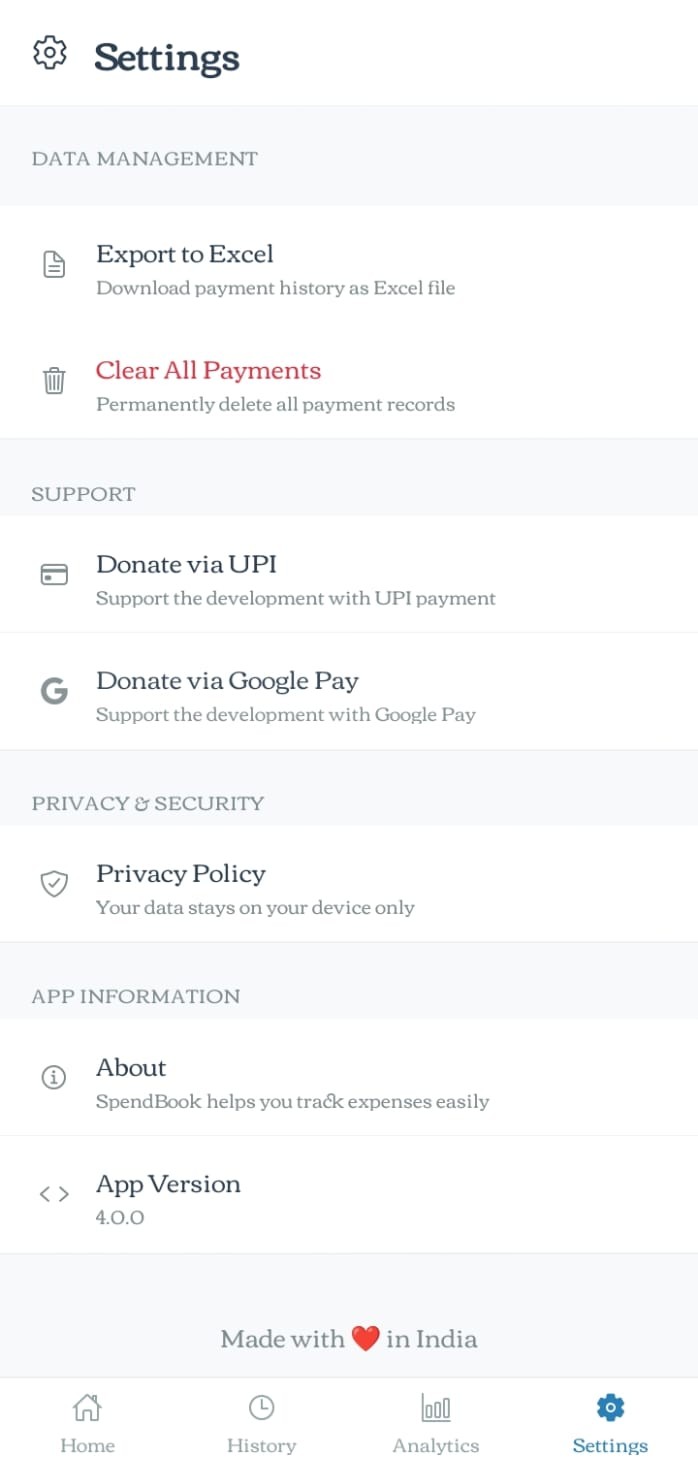 Settings
DATA MANAGEMENT
Export to Excel
Download payment history as Excel file
Clear All Payments
Permanently delete all payment records
SUPPORT
Donate via UPI
Support the development with UPI payment
Donate via Google Pay
Support the development with Google Pay
PRIVACY & SECURITY
Privacy Policy
Your data stays on your device only
APP INFORMATION
About
SpendBook helps you track expenses easily
App Version
4.0.0
Made with ❤️ in India
Home
History
Analytics
Settings